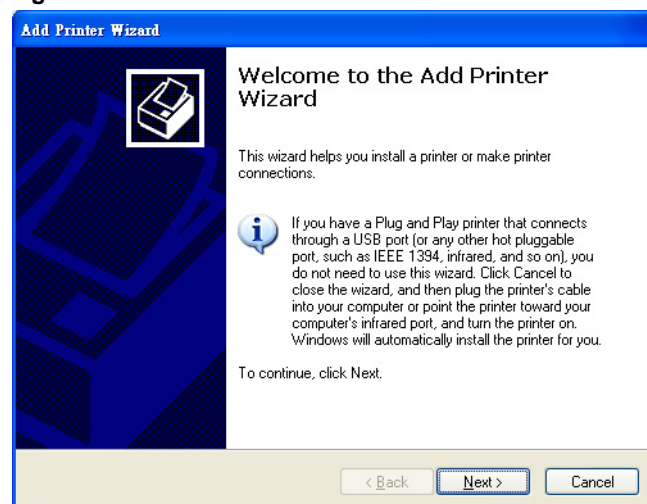 Add Printer Wizard
Welcome to the Add Printer
Wizard
This wizard helps you install a printer or make printer
connections.
If you have a Plug and Play printer that connects
through a USB port (or any other hot pluggable
port, such as IEEE 1394, infrared, and so on), you
do not need to use this wizard. Click Cancel to
close the wizard, and then plug the printer's cable
into your computer or point the printer toward your
computer's infrared port, and turn the printer on.
Windows will automatically install the printer for you.
To continue, click Next.
< Back Next > Cancel